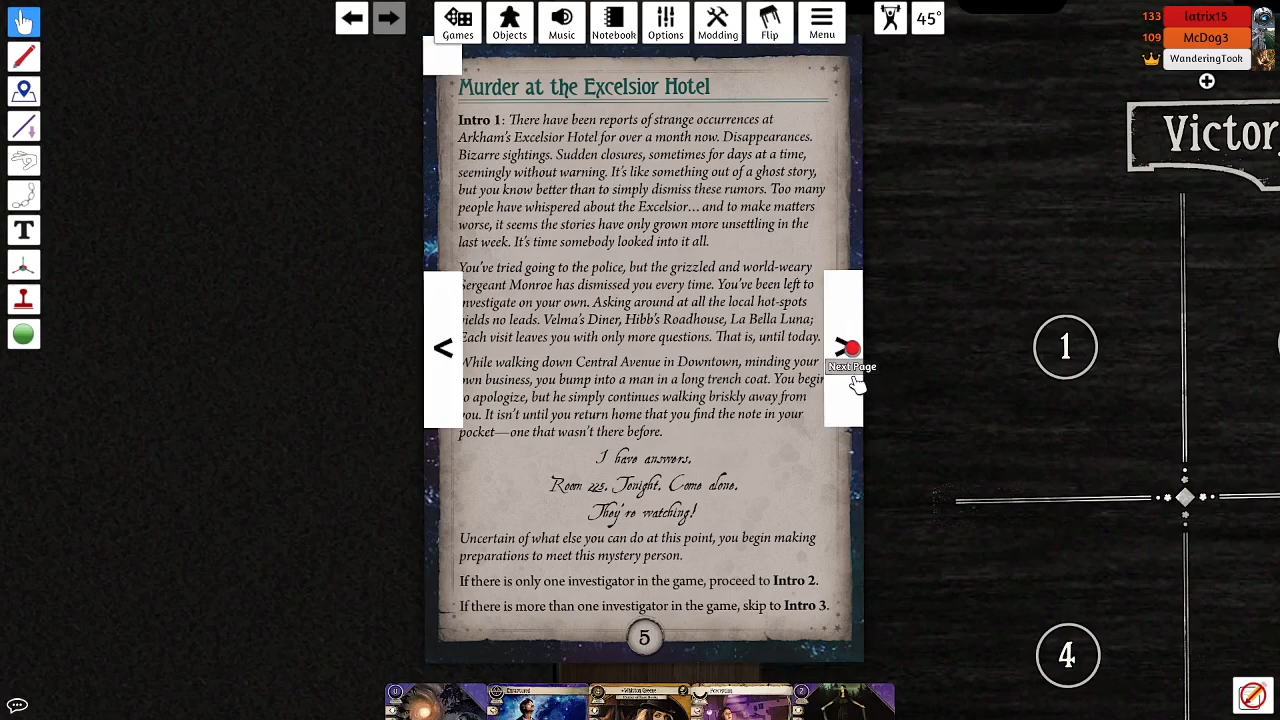 Games
Objects
Music
Notebook
Options
Modding
Flip
Menu
45°
133 latrix15
109 McDog3
WanderingTook
Murder at the Excelsior Hotel
Intro 1: There have been reports of strange occurrences at
Arkham's Excelsior Hotel for over a month now. Disappearances.
Bizarre sightings. Sudden closures, sometimes for days at a time,
seemingly without warning. It's like something out of a ghost story,
but you know better than to simply dismiss these rumors. Too many
people have whispered about the Excelsior…and to make matters
worse, it seems the stories have only grown more unsettling in the
last week. It's time somebody looked into it all.
You've tried going to the police, but the grizzled and world-weary
Sergeant Monroe has dismissed you every time. You've been left to
investigate on your own. Asking around at all the local hot-spots
yields no leads. Velma's Diner, Hibb's Roadhouse, La Bella Luna;
Each visit leaves you with only more questions. That is, until today.
While walking down Central Avenue in Downtown, minding your
own business, you bump into a man in a long trench coat. You begin
to apologize, but he simply continues walking briskly away from
you. It isn't until you return home that you find the note in your
pocket—one that wasn't there before.
I have answers.
Room 225. Tonight. Come alone.
They're watching!
Uncertain of what else you can do at this point, you begin making
preparations to meet this mystery person.
If there is only one investigator in the game, proceed to Intro 2.
If there is more than one investigator in the game, skip to Intro 3.
5
<
>
Next Page
Victor
1
4
T
Enraptured
Whitton Greene
Perception